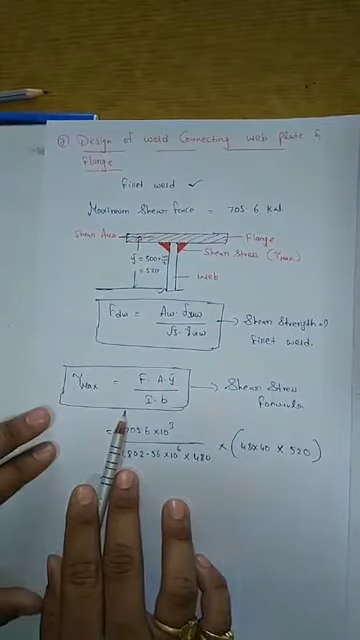 ② Design of weld Connecting web plate &
Flange
Fillet weld ✓
Maximum Shear Force = 705.6 KN
Shear Area
Flange
Shear Stress (τmax)
= 520
web
Fdw = Aw · fuw / √3 · γmw → Shear Strength of
Fillet weld.
τMax = F · A · ȳ / I · b → Shear Stress
Formula
= 705.6 × 10³ / 802.56 × 10⁶ × 480 × (480 × 40 × 520)